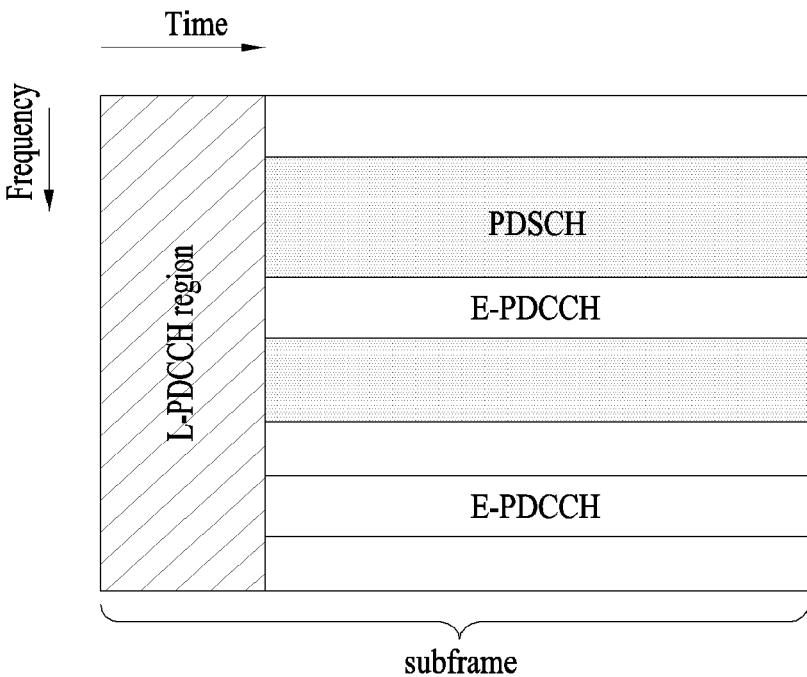 Time
Frequency
L-PDCCH region
PDSCH
E-PDCCH
E-PDCCH
subframe